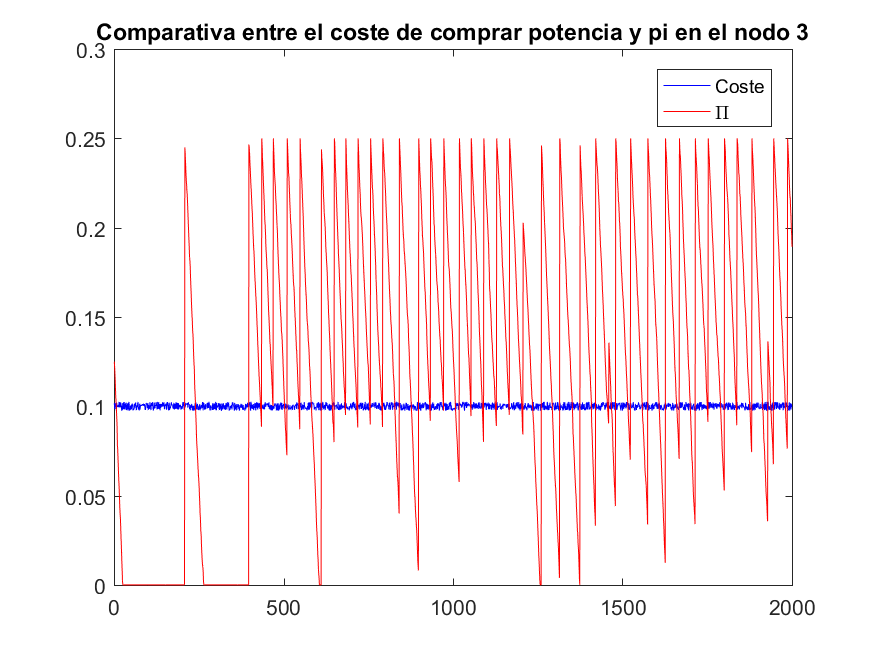 Comparativa entre el coste de comprar potencia y pi en el nodo 3
0.3
Coste
Π
0.25
0.2
0.15
0.1
0.05
0
0 500 1000 1500 2000